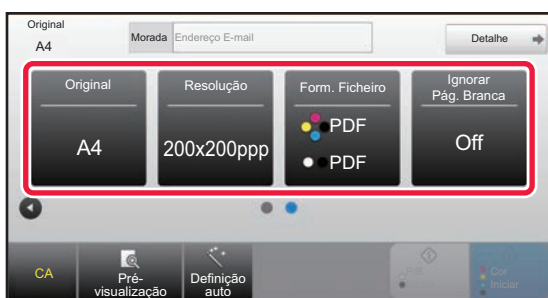 Original
A4
Morada
Endereço E-mail
Detalhe
Original
A4
Resolução
200x200ppp
Form. Ficheiro
PDF
PDF
Ignorar
Pág. Branca
Off
CA
Pré-
visualização
Definição
auto
P/B
Iniciar
Cor
Iniciar